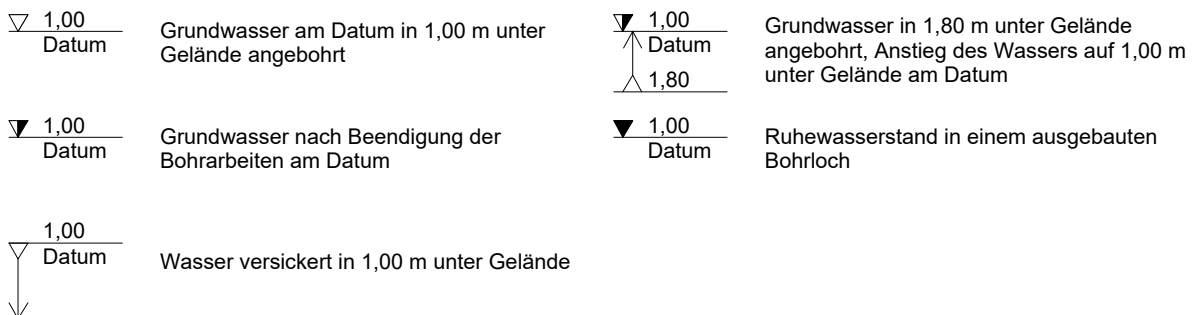 1,00
Datum
Grundwasser am Datum in 1,00 m unter
Gelände angebohrt
1,00
Datum
1,80
Grundwasser in 1,80 m unter Gelände
angebohrt, Anstieg des Wassers auf 1,00 m
unter Gelände am Datum
1,00
Datum
Grundwasser nach Beendigung der
Bohrarbeiten am Datum
1,00
Datum
Ruhewasserstand in einem ausgebauten
Bohrloch
1,00
Datum
Wasser versickert in 1,00 m unter Gelände